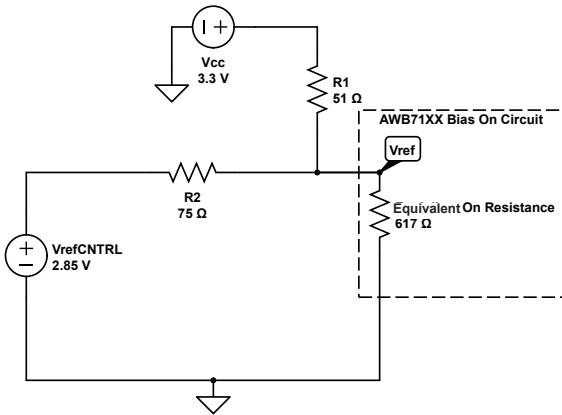 Vcc
3.3 V
R1
51 Ω
AWB71XX Bias On Circuit
Vref
R2
75 Ω
Equivalent On Resistance
617 Ω
VrefCNTRL
2.85 V